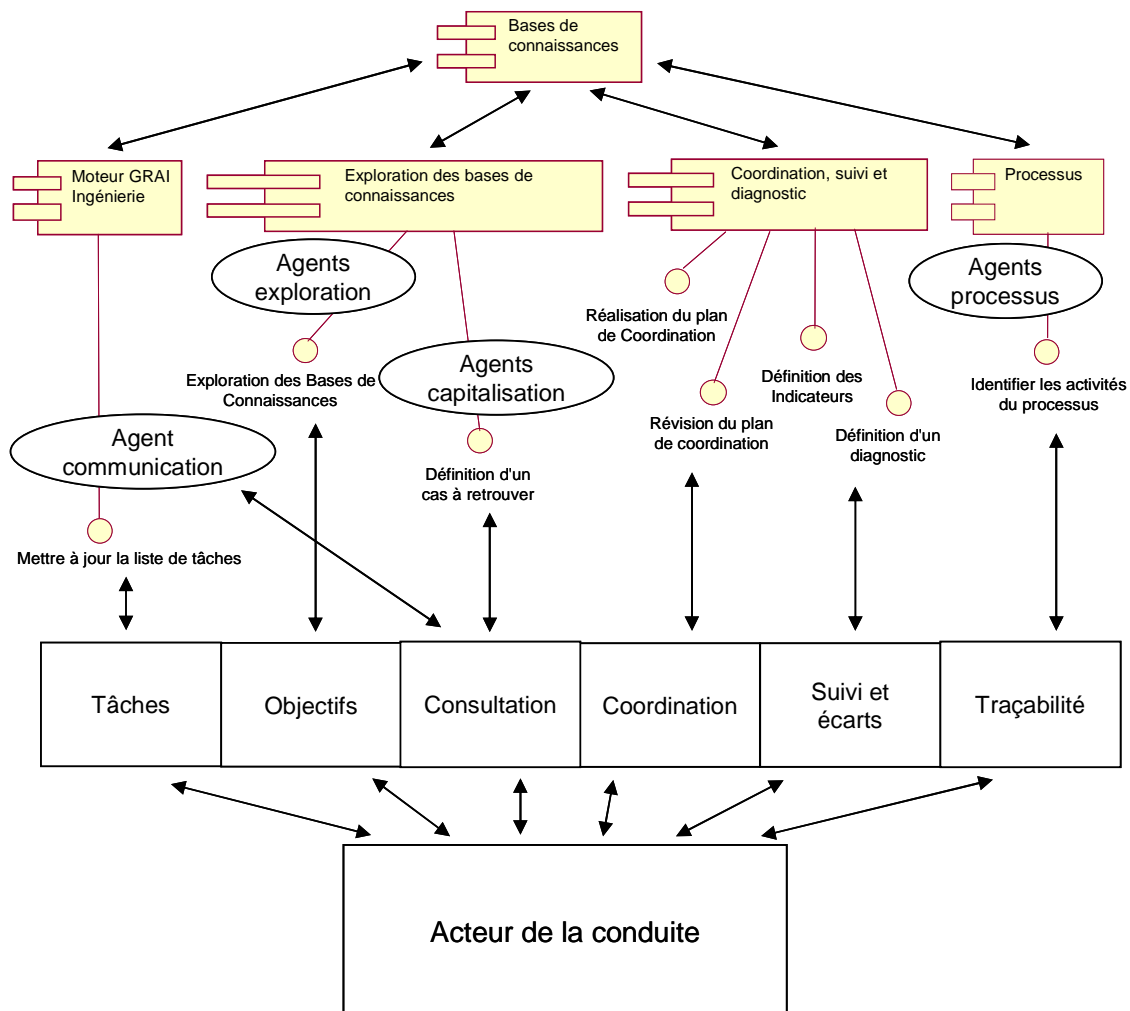 Bases de
connaissances
Moteur GRAI
Ingénierie
Exploration des bases de
connaissances
Coordination, suivi et
diagnostic
Processus
Agents
exploration
Agents
processus
Réalisation du plan
de Coordination
Exploration des Bases de
Connaissances
Agents
capitalisation
Définition des
Indicateurs
Identifier les activités
du processus
Révision du plan
de coordination
Définition d'un
diagnostic
Agent
communication
Définition d'un
cas à retrouver
Mettre à jour la liste de tâches
Tâches
Objectifs
Consultation
Coordination
Suivi et
écarts
Traçabilité
Acteur de la conduite